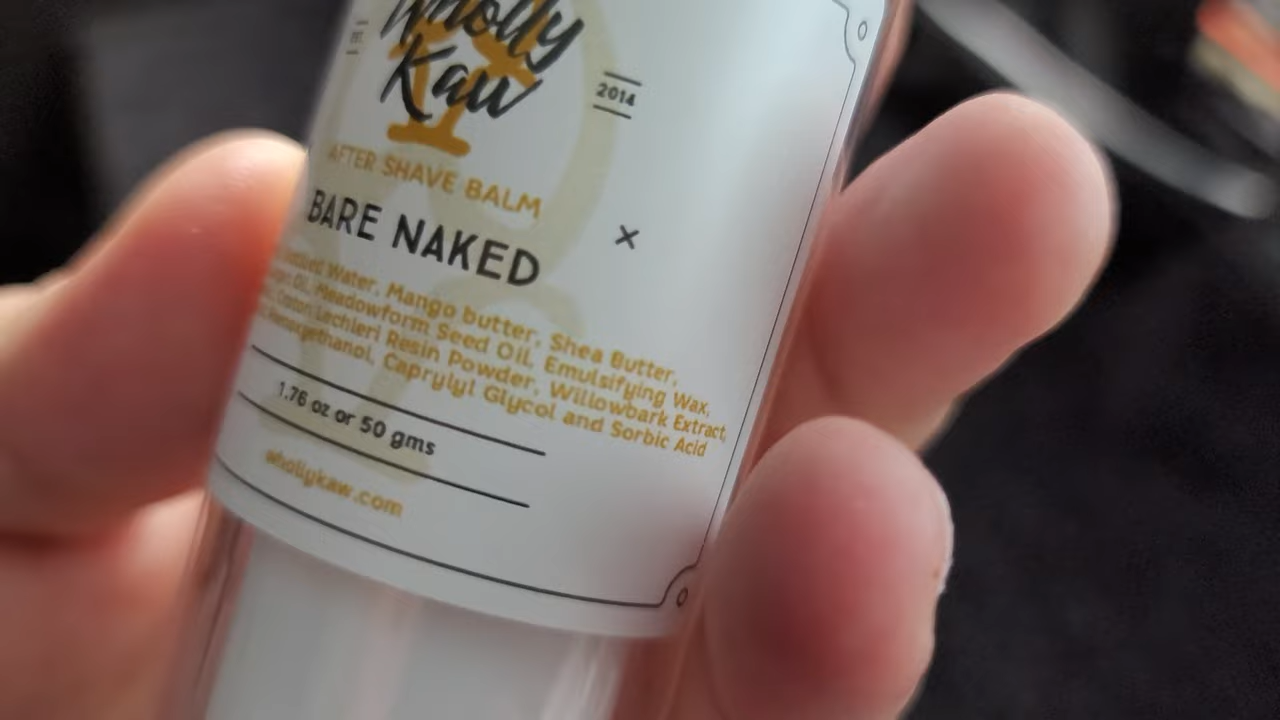 Wholly
Kaw
2014
AFTER SHAVE BALM
BARE NAKED
Water, Mango butter, Shea Butter,
Oil, Meadowform Seed Oil, Emulsifying Wax,
Croton Lechleri Resin Powder, Willowbark Extract,
Caprylyl Glycol and Sorbic Acid
1.76 oz or 50 gms
whollykaw.com